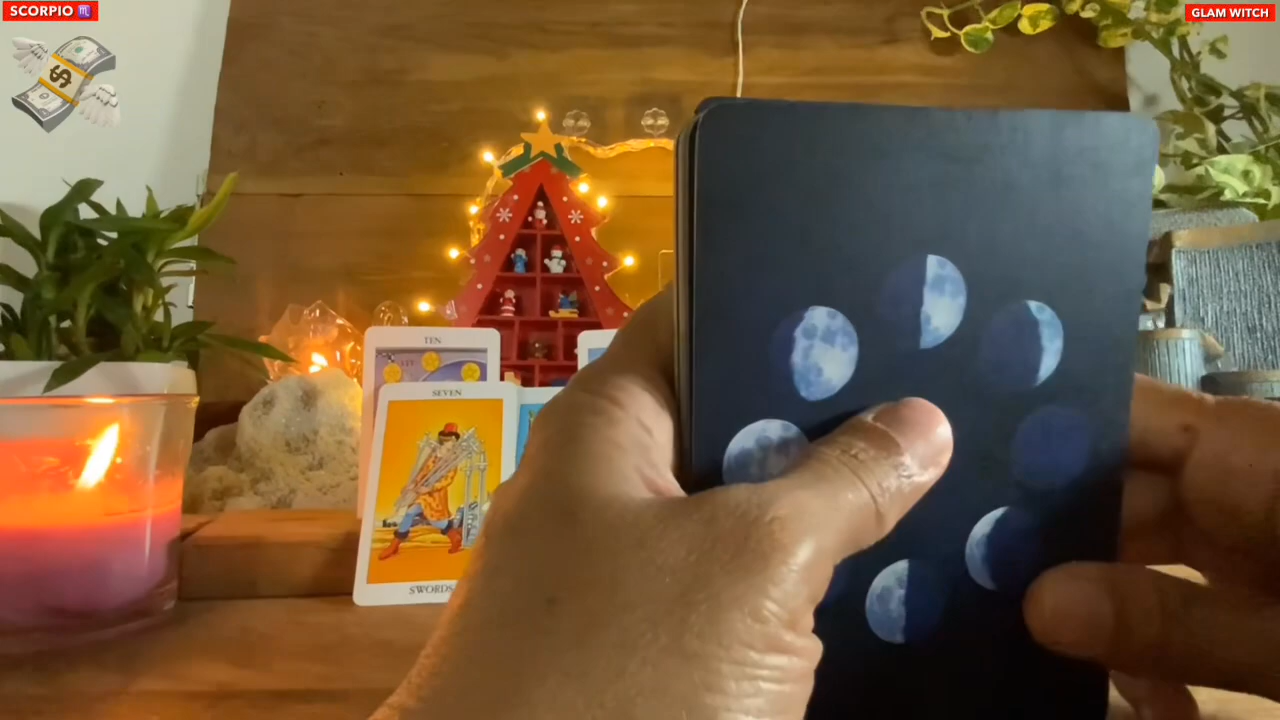 SCORPIO ♏
GLAM WITCH
$
TEN
SEVEN
SWORDS